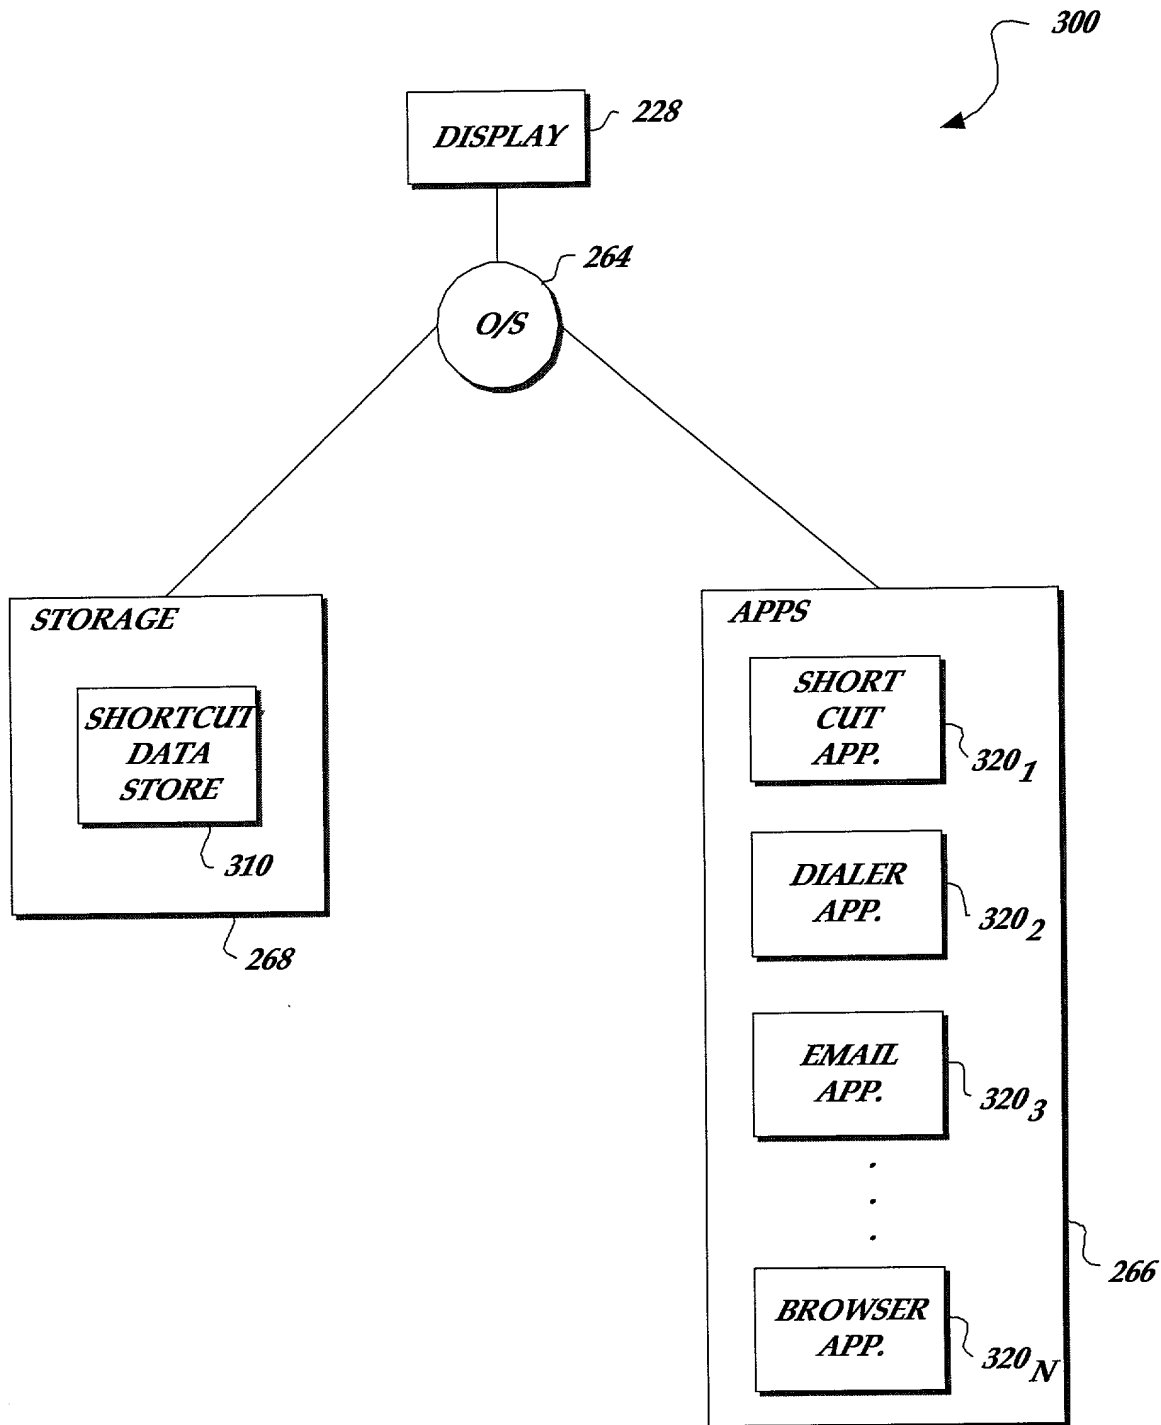 300
DISPLAY
228
264
O/S
STORAGE
SHORTCUT
DATA
STORE
310
268
APPS
SHORT
CUT
APP.
320 1
DIALER
APP.
320 2
EMAIL
APP.
320 3
.
.
.
266
BROWSER
APP.
320 N